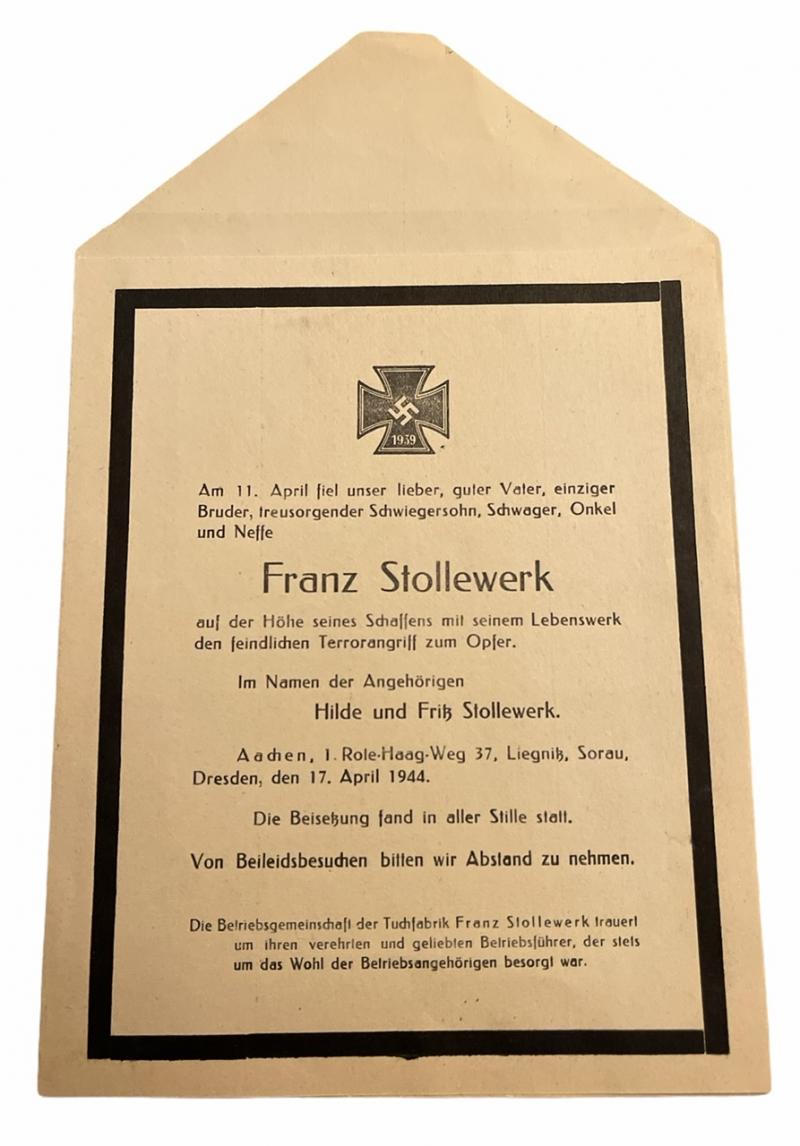 1939
Am 11. April fiel unser lieber, guter Vater, einziger
Bruder, treusorgender Schwiegersohn, Schwager, Onkel
und Neffe
Franz Stollewerk
auf der Höhe seines Schaffens mit seinem Lebenswerk
den feindlichen Terrorangriff zum Opfer.
Im Namen der Angehörigen
Hilde und Fritz Stollewerk.
Aachen, 1. Role-Haag-Weg 37, Liegnitz, Sorau,
Dresden, den 17. April 1944.
Die Beisetzung fand in aller Stille statt.
Von Beileidsbesuchen bitten wir Abstand zu nehmen.
Die Betriebsgemeinschaft der Tuchfabrik Franz Stollewerk trauert
um ihren verehrten und geliebten Betriebsführer, der stets
um das Wohl der Betriebsangehörigen besorgt war.